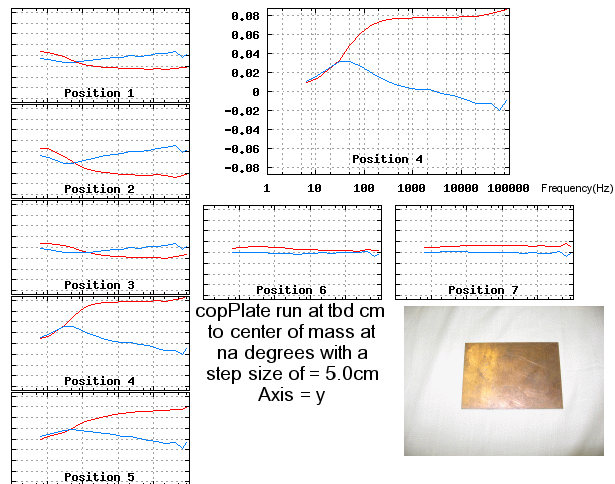 Position 1
Position 2
Position 3
Position 4
Position 5
0.08
0.06
0.04
0.02
0
-0.02
-0.04
-0.06
-0.08
Position 4
1 10 100 1000 10000 100000 Frequency(Hz)
Position 6
Position 7
copPlate run at tbd cm
to center of mass at
na degrees with a
step size of = 5.0cm
Axis = y